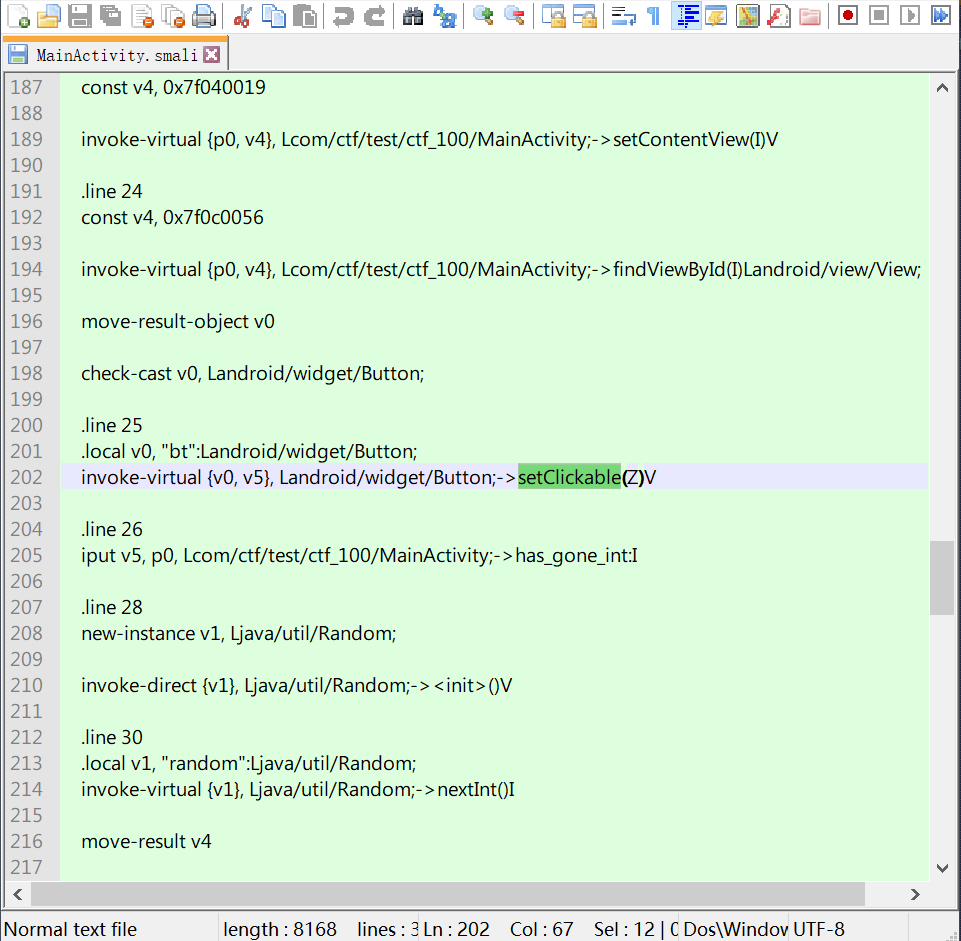 MainActivity.smali
187 const v4, 0x7f040019
188
189 invoke-virtual {p0, v4}, Lcom/ctf/test/ctf_100/MainActivity;->setContentView(I)V
190
191 .line 24
192 const v4, 0x7f0c0056
193
194 invoke-virtual {p0, v4}, Lcom/ctf/test/ctf_100/MainActivity;->findViewById(I)Landroid/view/View;
195
196 move-result-object v0
197
198 check-cast v0, Landroid/widget/Button;
199
200 .line 25
201 .local v0, "bt":Landroid/widget/Button;
202 invoke-virtual {v0, v5}, Landroid/widget/Button;->setClickable(Z)V
203
204 .line 26
205 iput v5, p0, Lcom/ctf/test/ctf_100/MainActivity;->has_gone_int:I
206
207 .line 28
208 new-instance v1, Ljava/util/Random;
209
210 invoke-direct {v1}, Ljava/util/Random;-><init>()V
211
212 .line 30
213 .local v1, "random":Ljava/util/Random;
214 invoke-virtual {v1}, Ljava/util/Random;->nextInt()I
215
216 move-result v4
217
Normal text file length : 8168 lines : 3 Ln : 202 Col : 67 Sel : 12 | 0 Dos\Window UTF-8